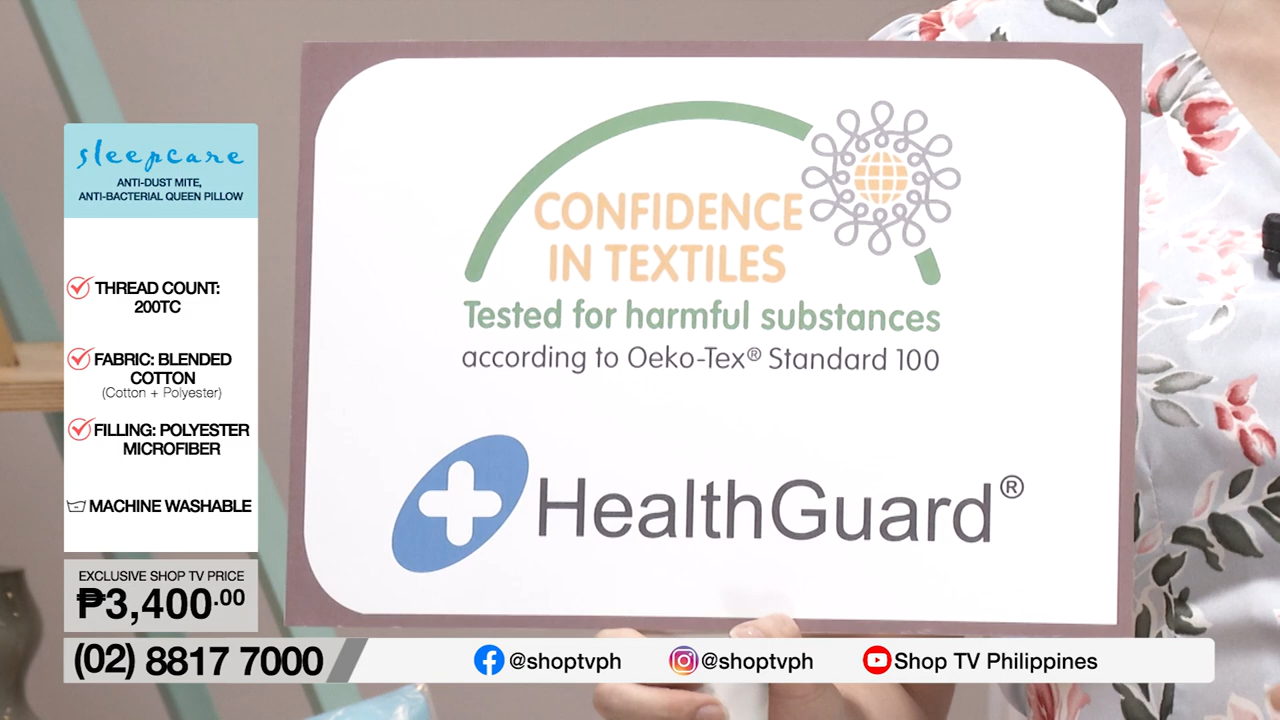 sleepcare
ANTI-DUST MITE,
ANTI-BACTERIAL QUEEN PILLOW
THREAD COUNT:
200TC
FABRIC: BLENDED
COTTON
(Cotton + Polyester)
FILLING: POLYESTER
MICROFIBER
MACHINE WASHABLE
EXCLUSIVE SHOP TV PRICE
₱3,400.00
(02) 8817 7000
@shoptvph
@shoptvph
Shop TV Philippines
CONFIDENCE
IN TEXTILES
Tested for harmful substances
according to Oeko-Tex® Standard 100
HealthGuard®